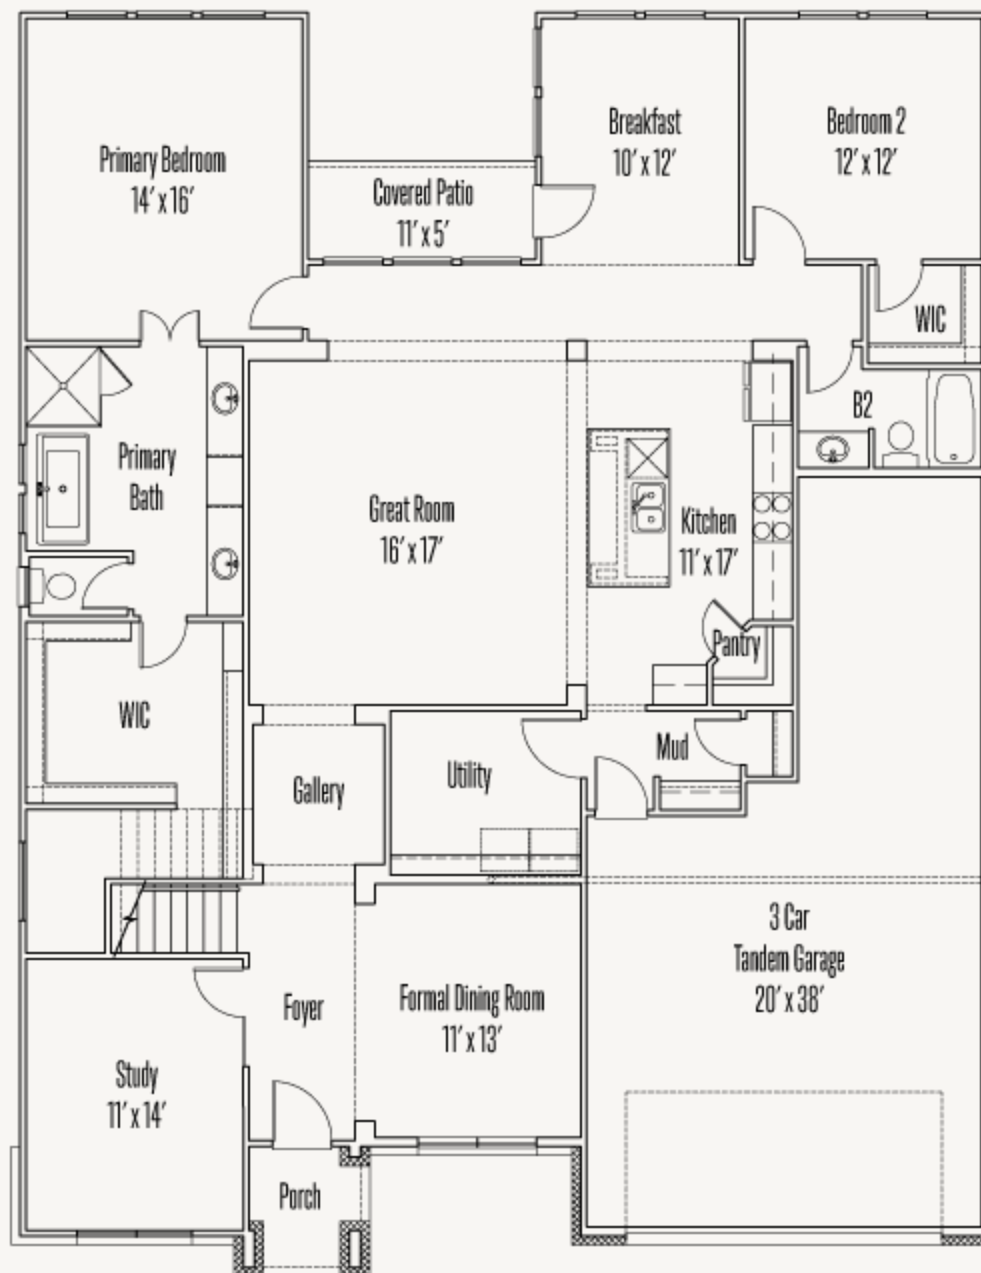 Primary Bedroom
14' x 16'
Covered Patio
11' x 5'
Breakfast
10' x 12'
Bedroom 2
12' x 12'
WIC
B2
Primary
Bath
Great Room
16' x 17'
Kitchen
11' x 17'
Pantry
WIC
Gallery
Utility
Mud
3 Car
Tandem Garage
20' x 38'
Foyer
Formal Dining Room
11' x 13'
Study
11' x 14'
Porch